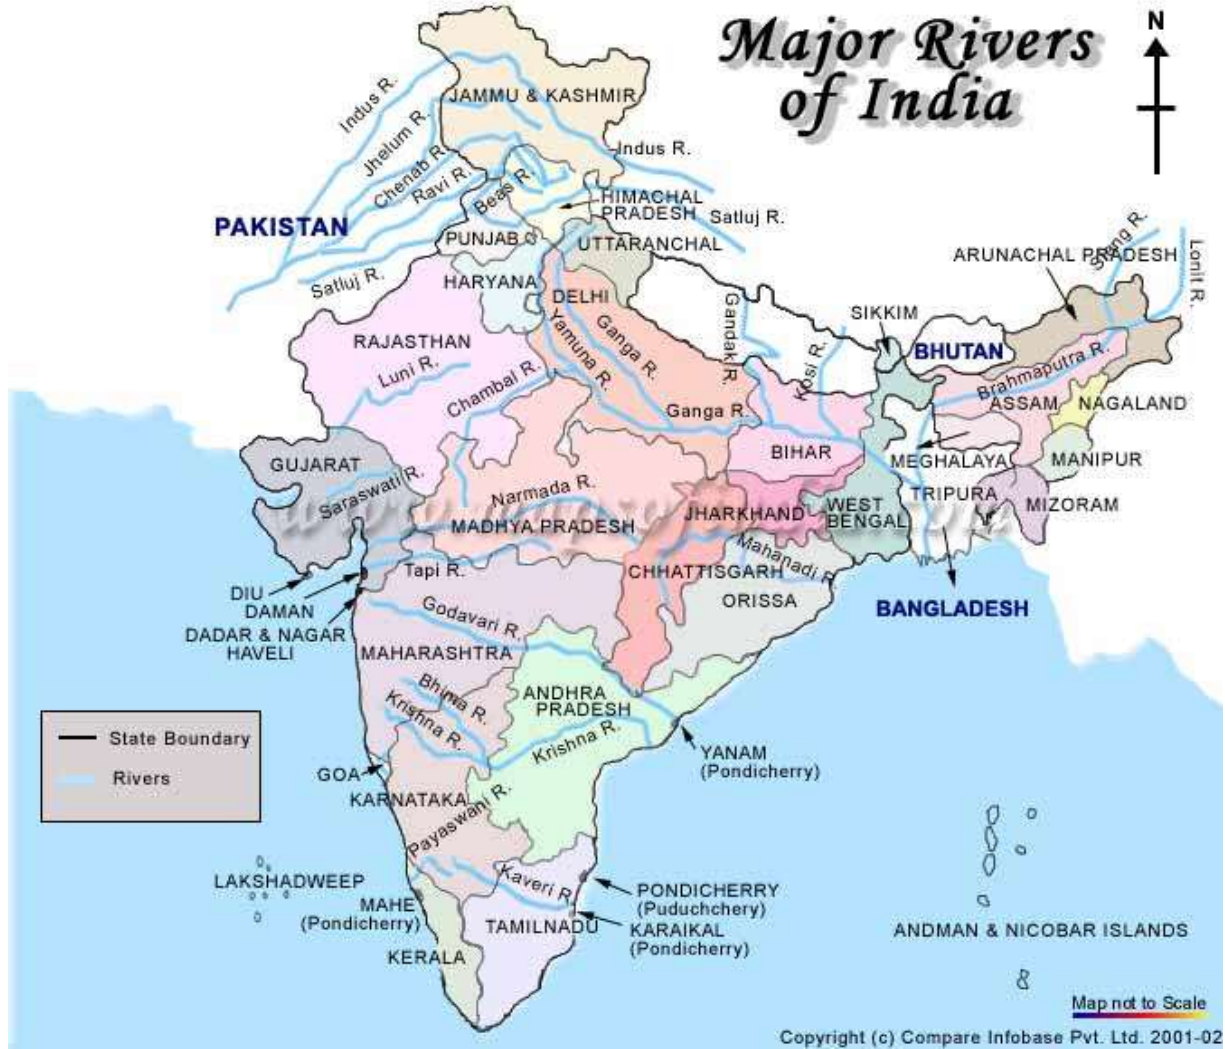 Major Rivers
of India
N
Indus R.
JAMMU & KASHMIR
Jhelum R.
Indus R.
Chenab R.
Ravi R.
Beas R.
HIMACHAL
PRADESH
Satluj R.
PAKISTAN
PUNJAB
UTTARANCHAL
ARUNACHAL PRADESH
Lohit R.
Satluj R.
HARYANA
DELHI
Gandak R.
SIKKIM
RAJASTHAN
Yamuna R.
Ganga R.
Kosi R.
BHUTAN
Brahmaputra R.
Luni R.
Chambal R.
Ganga R.
ASSAM
NAGALAND
GUJARAT
BIHAR
MEGHALAYA
MANIPUR
Saraswati R.
Narmada R.
TRIPURA
MIZORAM
MADHYA PRADESH
JHARKHAND
WEST
BENGAL
Mahanadi R.
Tapi R.
CHHATTISGARH
DIU
DAMAN
ORISSA
BANGLADESH
Godavari R.
DADAR & NAGAR
HAVELI
MAHARASHTRA
Bhima R.
ANDHRA
PRADESH
Krishna R.
Krishna R.
State Boundary
YANAM
(Pondicherry)
Rivers
GOA
KARNATAKA
Payaswani R.
LAKSHADWEEP
Kaveri R.
PONDICHERRY
(Puduchchery)
MAHE
(Pondicherry)
TAMILNADU
KARAIKAL
(Pondicherry)
ANDMAN & NICOBAR ISLANDS
KERALA
Map not to Scale
Copyright (c) Compare Infobase Pvt. Ltd. 2001-02